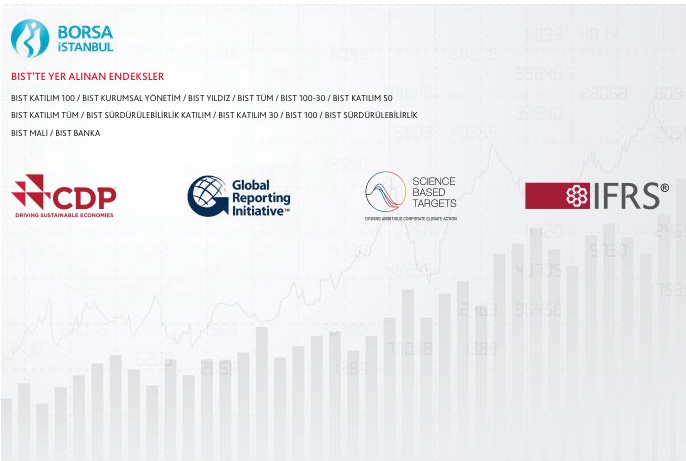 BORSA
İSTANBUL
BIST'TE YER ALINAN ENDEKSLER
BIST KATILIM 100 / BIST KURUMSAL YÖNETİM / BIST YILDIZ / BIST TÜM / BIST 100-30 / BIST KATILIM 50
BIST KATILIM TÜM / BIST SÜRDÜRÜLEBİLİRLİK KATILIM / BIST KATILIM 30 / BIST 100 / BIST SÜRDÜRÜLEBİLİRLİK
BIST MALİ / BIST BANKA
CDP
DRIVING SUSTAINABLE ECONOMIES
Global
Reporting
Initiative™
SCIENCE
BASED
TARGETS
DRIVING AMBITIOUS CORPORATE CLIMATE ACTION
IFRS®